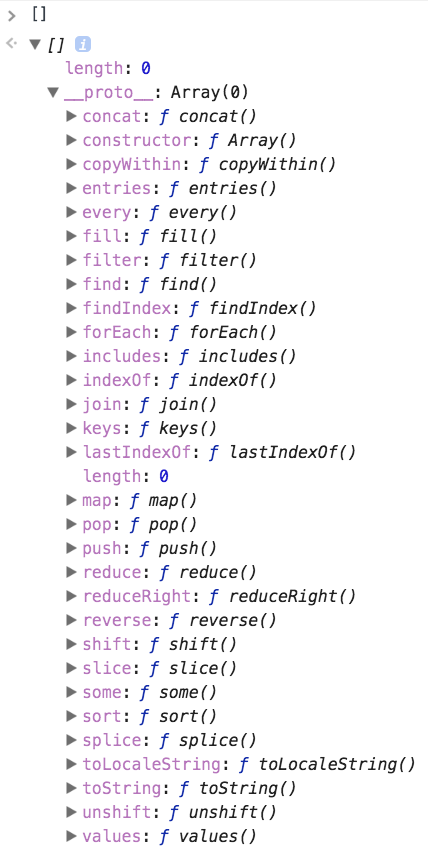 > []
<· ▼ [] i
length: 0
▼ __proto__: Array(0)
▶ concat: ƒ concat()
▶ constructor: ƒ Array()
▶ copyWithin: ƒ copyWithin()
▶ entries: ƒ entries()
▶ every: ƒ every()
▶ fill: ƒ fill()
▶ filter: ƒ filter()
▶ find: ƒ find()
▶ findIndex: ƒ findIndex()
▶ forEach: ƒ forEach()
▶ includes: ƒ includes()
▶ indexOf: ƒ indexOf()
▶ join: ƒ join()
▶ keys: ƒ keys()
▶ lastIndexOf: ƒ lastIndexOf()
length: 0
▶ map: ƒ map()
▶ pop: ƒ pop()
▶ push: ƒ push()
▶ reduce: ƒ reduce()
▶ reduceRight: ƒ reduceRight()
▶ reverse: ƒ reverse()
▶ shift: ƒ shift()
▶ slice: ƒ slice()
▶ some: ƒ some()
▶ sort: ƒ sort()
▶ splice: ƒ splice()
▶ toLocaleString: ƒ toLocaleString()
▶ toString: ƒ toString()
▶ unshift: ƒ unshift()
▶ values: ƒ values()